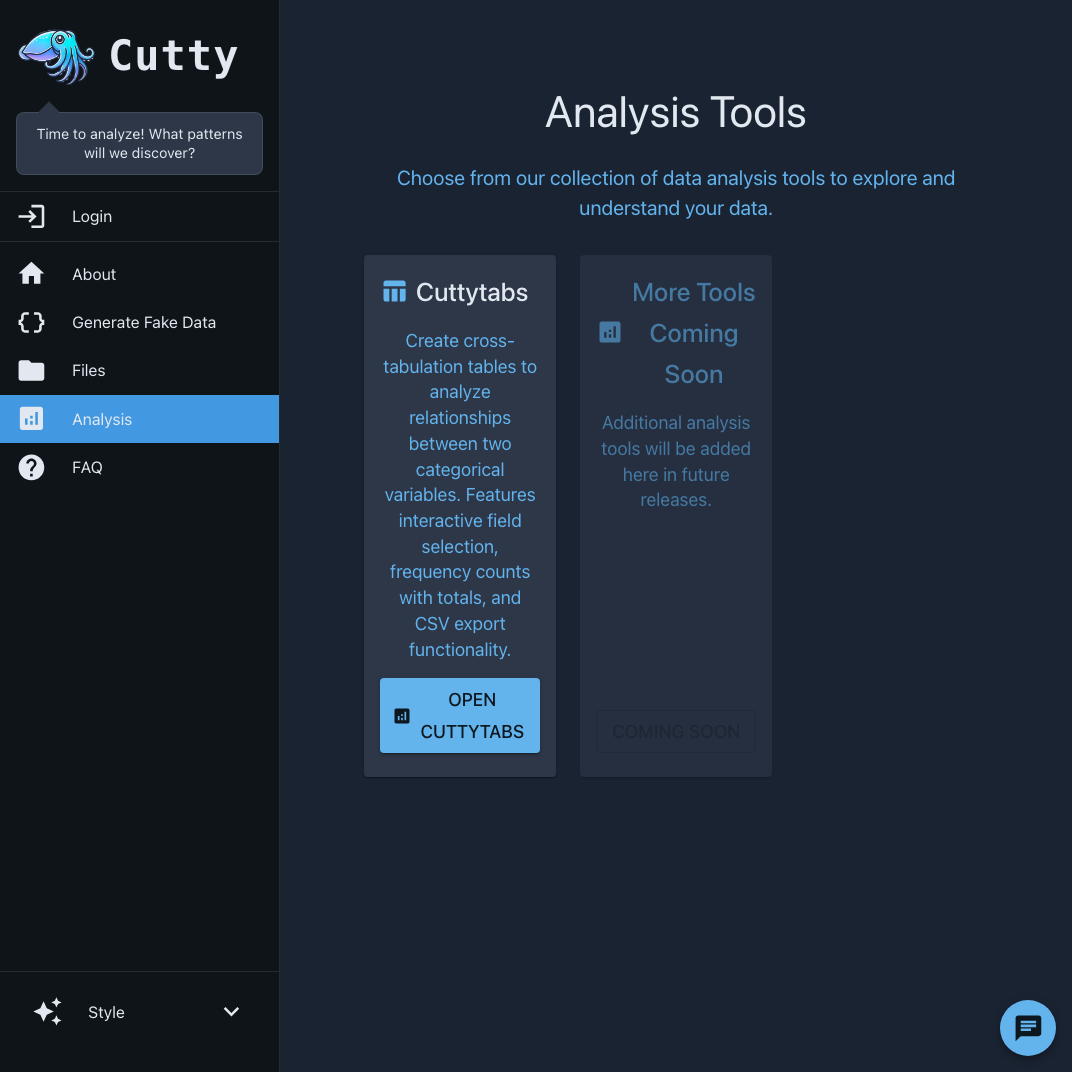 Cutty
Time to analyze! What patterns
will we discover?
Login
About
Generate Fake Data
Files
Analysis
FAQ
Style
Analysis Tools
Choose from our collection of data analysis tools to explore and
understand your data.
Cuttytabs
Create cross-
tabulation tables to
analyze
relationships
between two
categorical
variables. Features
interactive field
selection,
frequency counts
with totals, and
CSV export
functionality.
OPEN
CUTTYTABS
More Tools
Coming
Soon
Additional analysis
tools will be added
here in future
releases.
COMING SOON